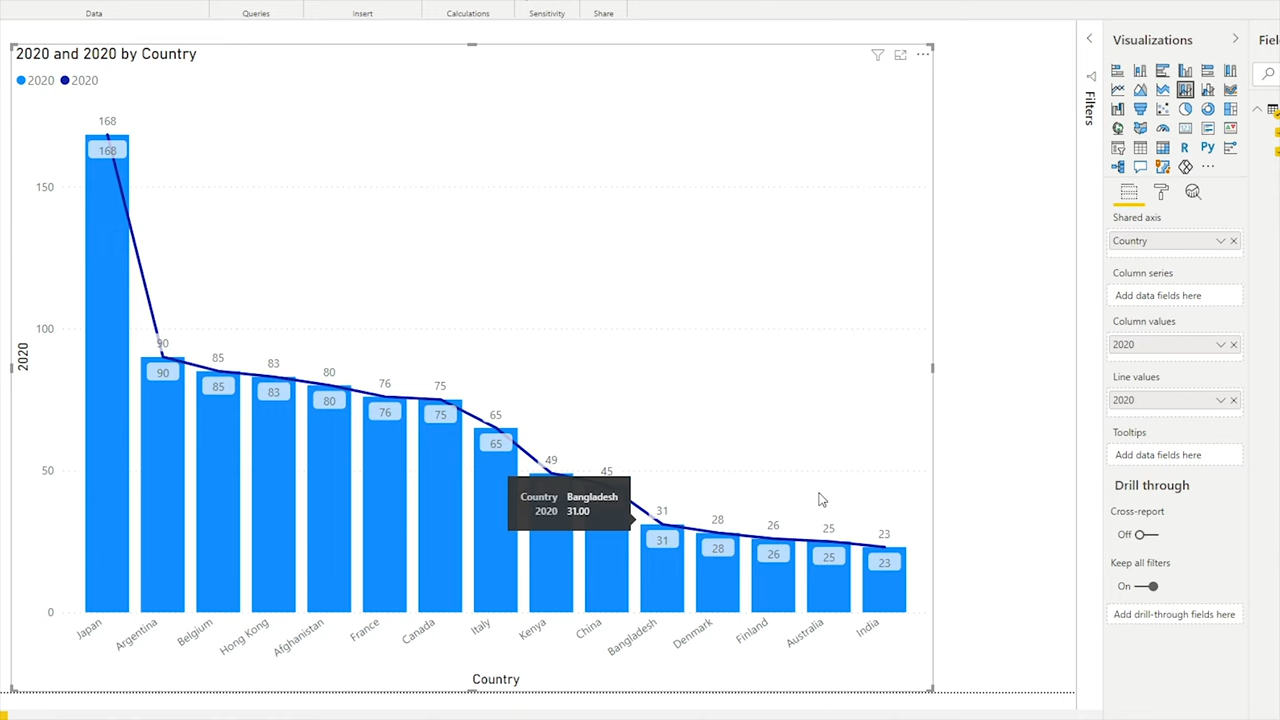 Data Queries Insert Calculations Sensitivity Share
2020 and 2020 by Country
2020 2020
168
168
150
100
50
0
2020
90
90
85
85
83
83
80
80
76
76
75
75
65
65
49
45
Country Bangladesh
2020 31.00
31
31
28
28
26
26
25
25
23
23
Japan
Argentina
Belgium
Hong Kong
Afghanistan
France
Canada
Italy
Kenya
China
Bangladesh
Denmark
Finland
Australia
India
Country
Filters
Visualizations
R Py
Shared axis
Country
Column series
Add data fields here
Column values
2020
Line values
2020
Tooltips
Add data fields here
Drill through
Cross-report
Off
Keep all filters
On
Add drill-through fields here